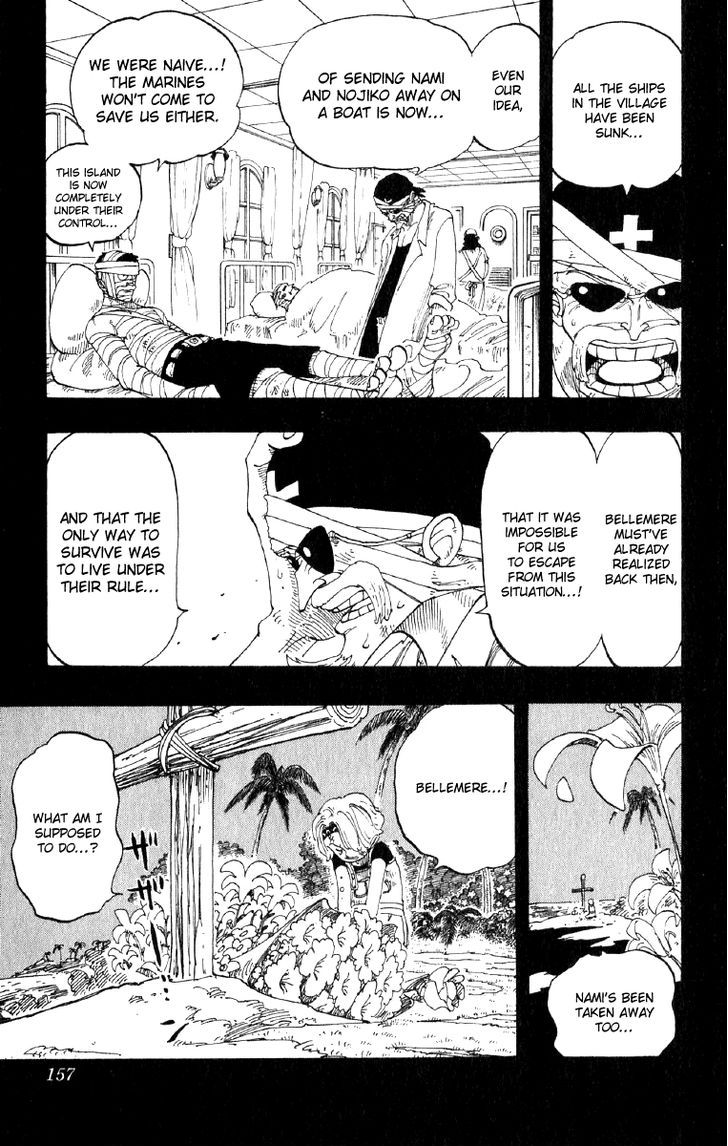 ALL THE SHIPS
IN THE VILLAGE
HAVE BEEN
SUNK...
EVEN
OUR
IDEA,
OF SENDING NAMI
AND NOJIKO AWAY ON
A BOAT IS NOW...
WE WERE NAIVE...!
THE MARINES
WON'T COME TO
SAVE US EITHER.
THIS ISLAND
IS NOW
COMPLETELY
UNDER THEIR
CONTROL...
BELLEMERE
MUST'VE
ALREADY
REALIZED
BACK THEN,
THAT IT WAS
IMPOSSIBLE
FOR US
TO ESCAPE
FROM THIS
SITUATION...!
AND THAT THE
ONLY WAY TO
SURVIVE WAS
TO LIVE UNDER
THEIR RULE...
NAMI'S BEEN
TAKEN AWAY
TOO...
BELLEMERE...!
ザザ
WHAT AM I
SUPPOSED
TO DO...?
157